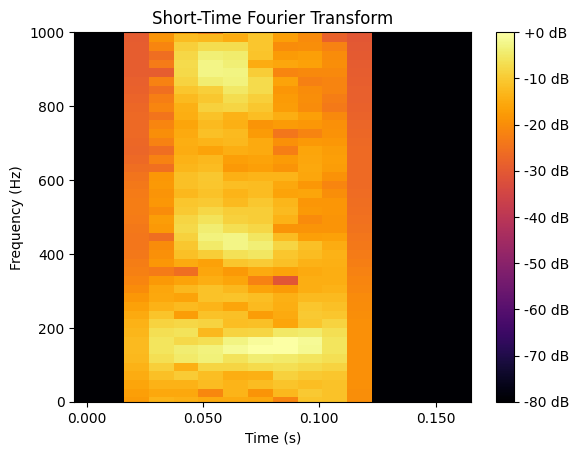 Short-Time Fourier Transform
Frequency (Hz)
1000
800
600
400
200
0
0.000
0.050
0.100
0.150
Time (s)
+0 dB
-10 dB
-20 dB
-30 dB
-40 dB
-50 dB
-60 dB
-70 dB
-80 dB